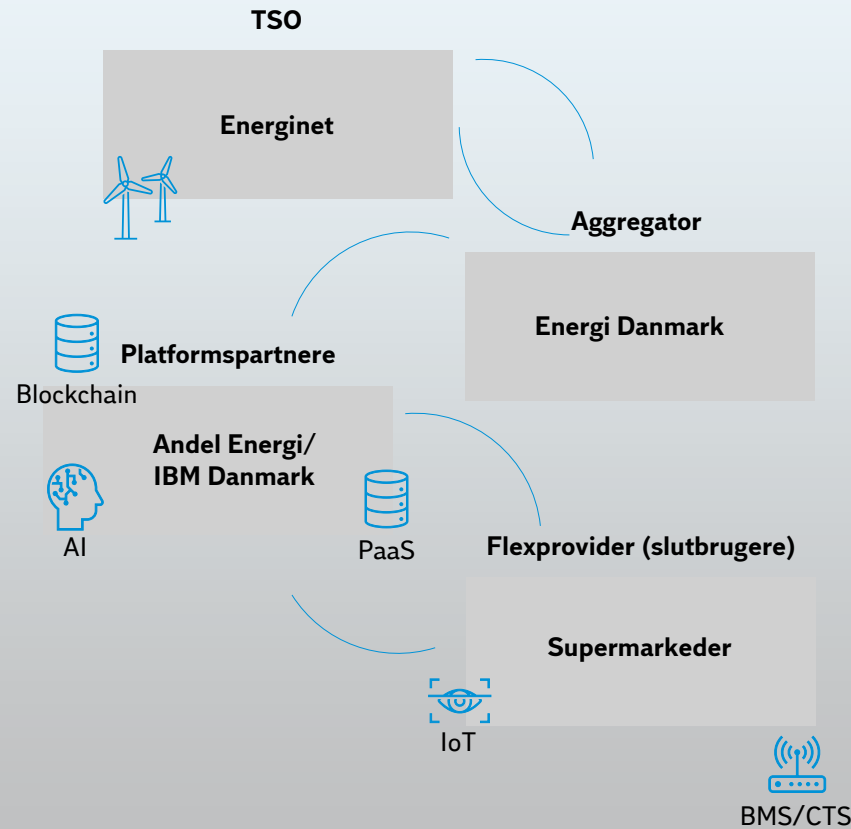 TSO
Energinet
Aggregator
Energi Danmark
Platformspartnere
Blockchain
Andel Energi/
IBM Danmark
AI
PaaS
Flexprovider (slutbrugere)
Supermarkeder
IoT
BMS/CTS